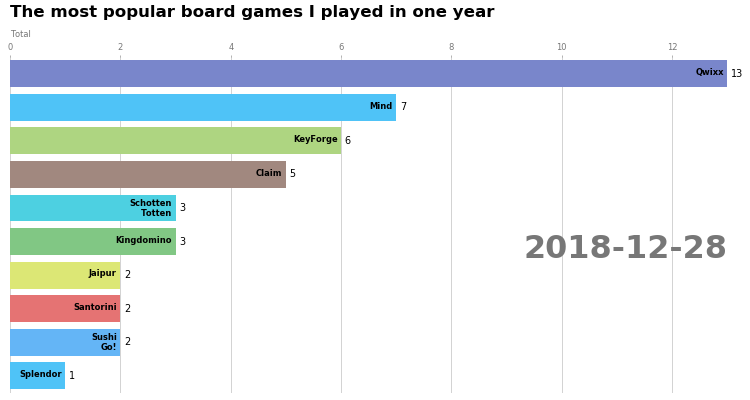 The most popular board games I played in one year
Total
0 2 4 6 8 10 12
Qwixx 13
Mind 7
KeyForge 6
Claim 5
Schotten
Totten 3
Kingdomino 3
2018-12-28
Jaipur 2
Santorini 2
Sushi
Go! 2
Splendor 1